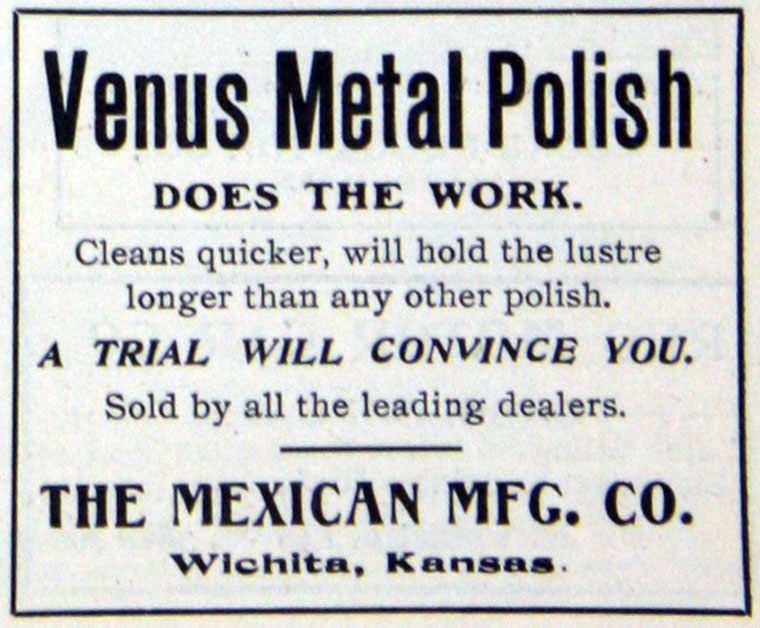 Venus Metal Polish
DOES THE WORK.
Cleans quicker, will hold the lustre
longer than any other polish.
A TRIAL WILL CONVINCE YOU.
Sold by all the leading dealers.
THE MEXICAN MFG. CO.
Wichita, Kansas.